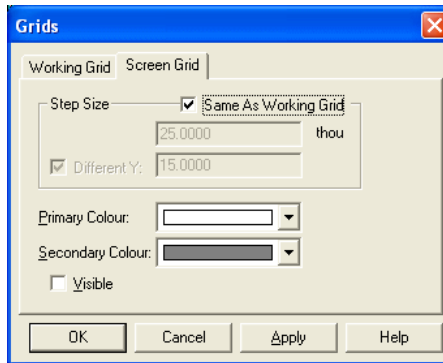 Grids
Working Grid Screen Grid
Step Size Same As Working Grid
25.0000 thou
Different Y: 15.0000
Primary Colour:
Secondary Colour:
Visible
OK Cancel Apply Help